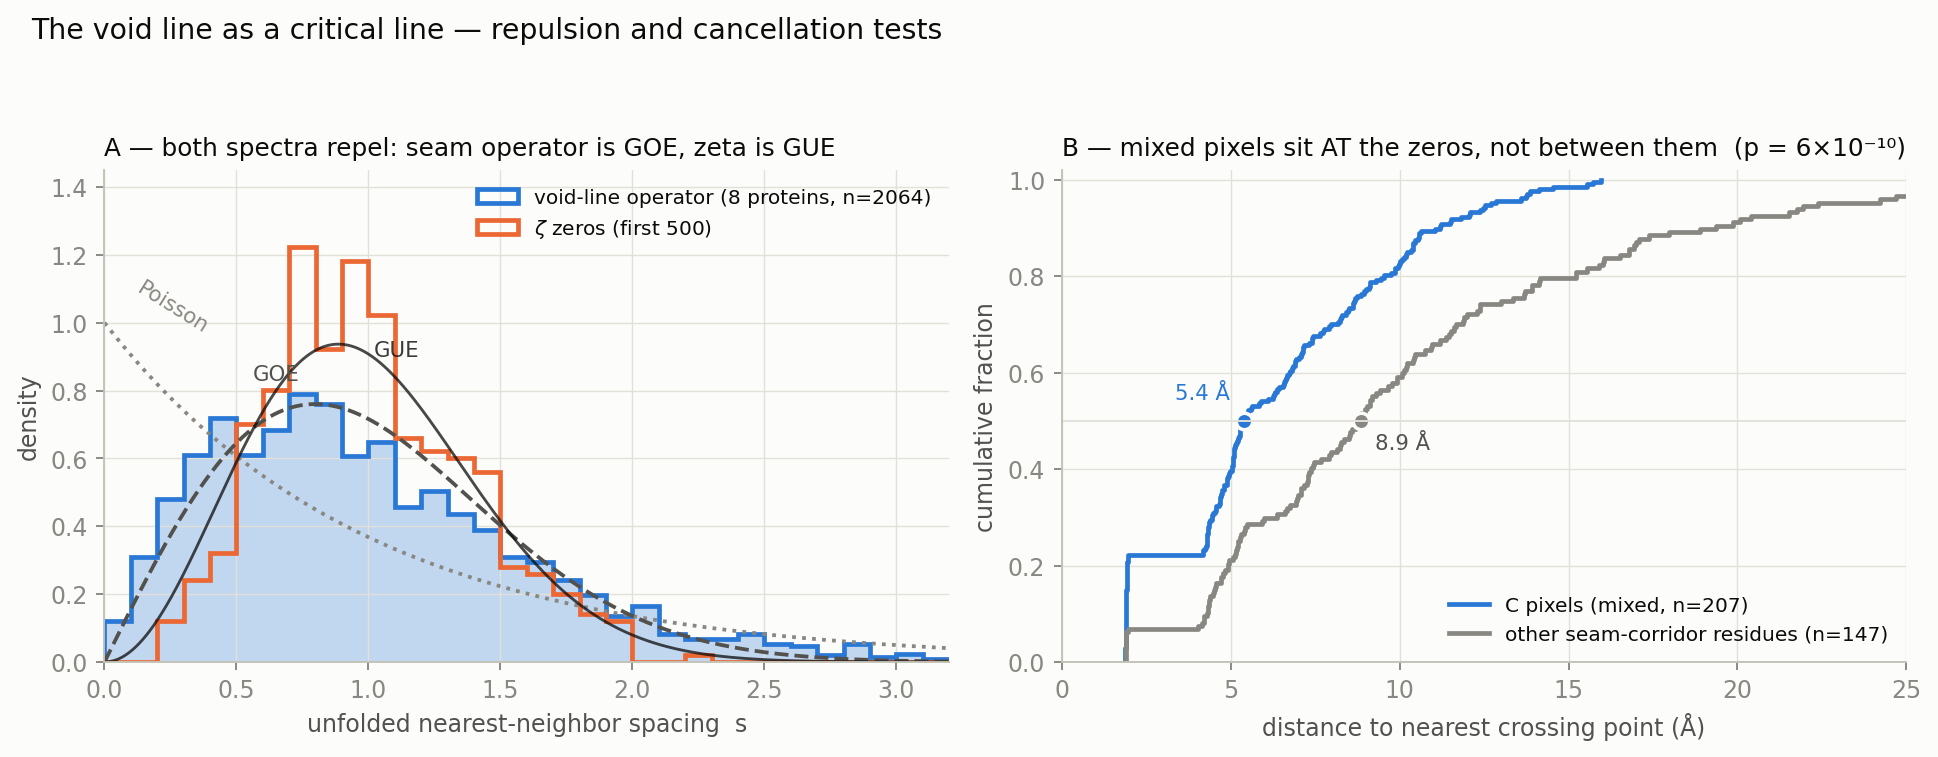 The void line as a critical line — repulsion and cancellation tests
A — both spectra repel: seam operator is GOE, zeta is GUE
void-line operator (8 proteins, n=2064)
ζ zeros (first 500)
Poisson
GOE
GUE
density
1.4
1.2
1.0
0.8
0.6
0.4
0.2
0.0
0.0 0.5 1.0 1.5 2.0 2.5 3.0
unfolded nearest-neighbor spacing s
B — mixed pixels sit AT the zeros, not between them (p = 6×10⁻¹⁰)
cumulative fraction
1.0
0.8
0.6
0.4
0.2
0.0
5.4 Å
8.9 Å
C pixels (mixed, n=207)
other seam-corridor residues (n=147)
0 5 10 15 20 25
distance to nearest crossing point (Å)